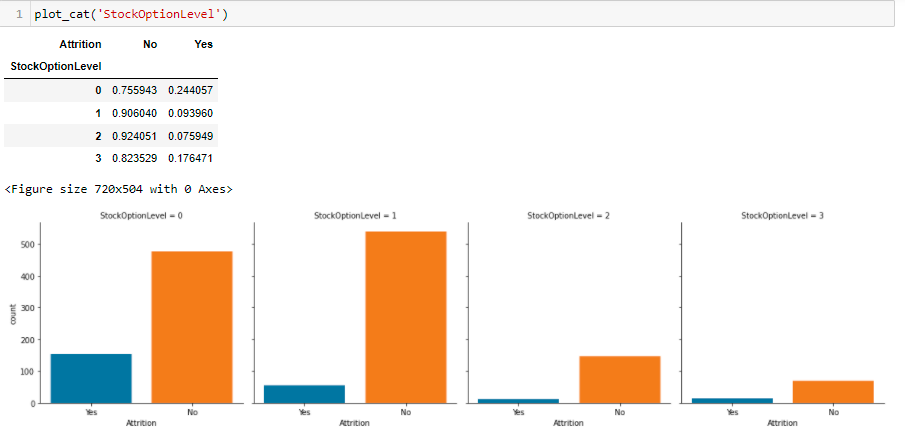 1 plot_cat('StockOptionLevel')
Attrition No Yes
StockOptionLevel
0 0.755943 0.244057
1 0.906040 0.093960
2 0.924051 0.075949
3 0.823529 0.176471
<Figure size 720x504 with 0 Axes>
StockOptionLevel = 0 StockOptionLevel = 1 StockOptionLevel = 2 StockOptionLevel = 3
500
400
300
200
100
0
count
Yes No Yes No Yes No Yes No
Attrition Attrition Attrition Attrition